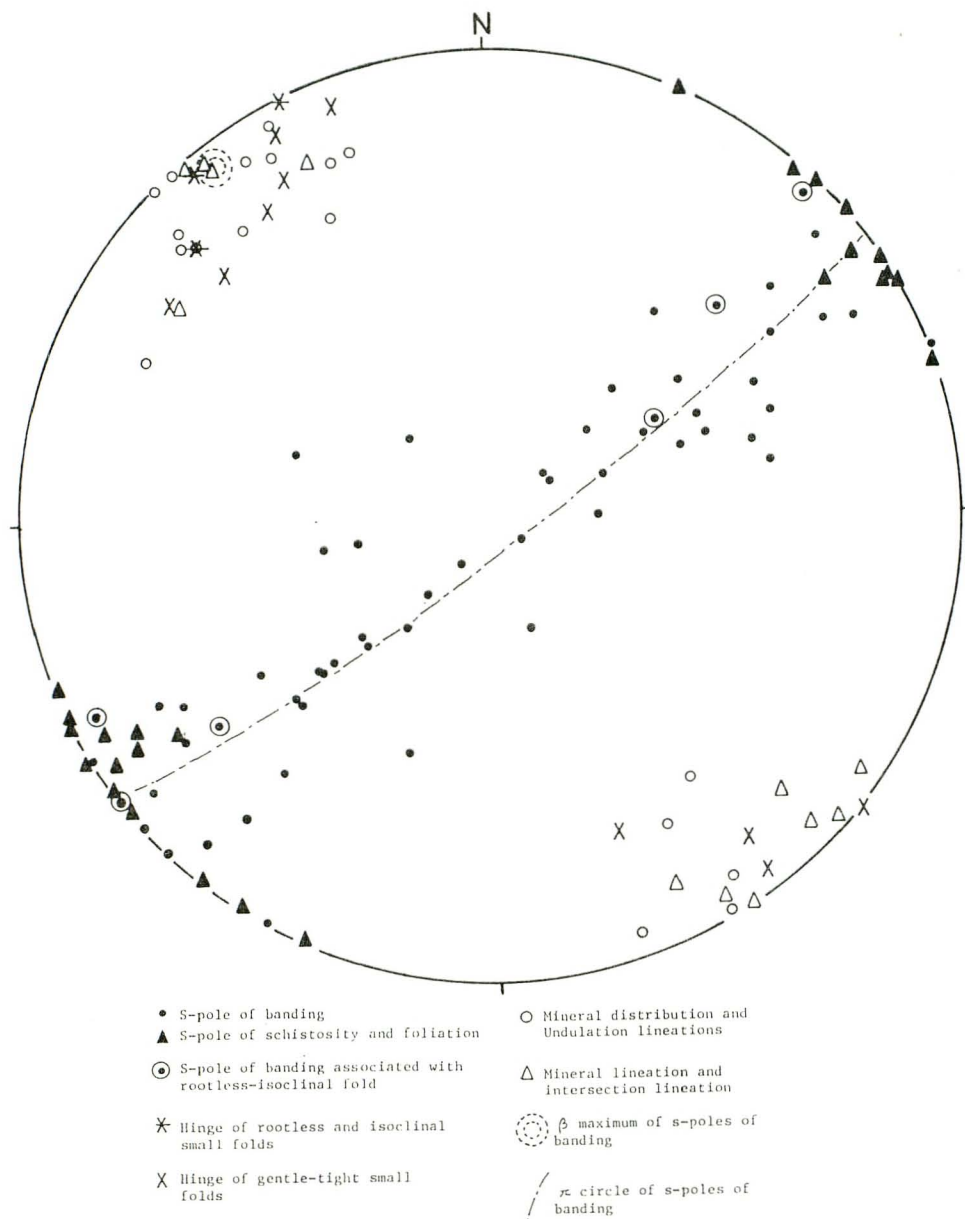 N
S-pole of banding
S-pole of schistosity and foliation
S-pole of banding associated with
rootless-isoclinal fold
Hinge of rootless and isoclinal
small folds
Hinge of gentle-tight small
folds
Mineral distribution and
Undulation lineations
Mineral lineation and
intersection lineation
β maximum of s-poles of
banding
π circle of s-poles of
banding